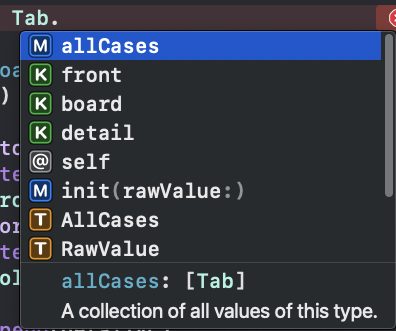 Tab.
M allCases
K front
K board
K detail
@ self
M init(rawValue:)
T AllCases
T RawValue
allCases: [Tab]
A collection of all values of this type.